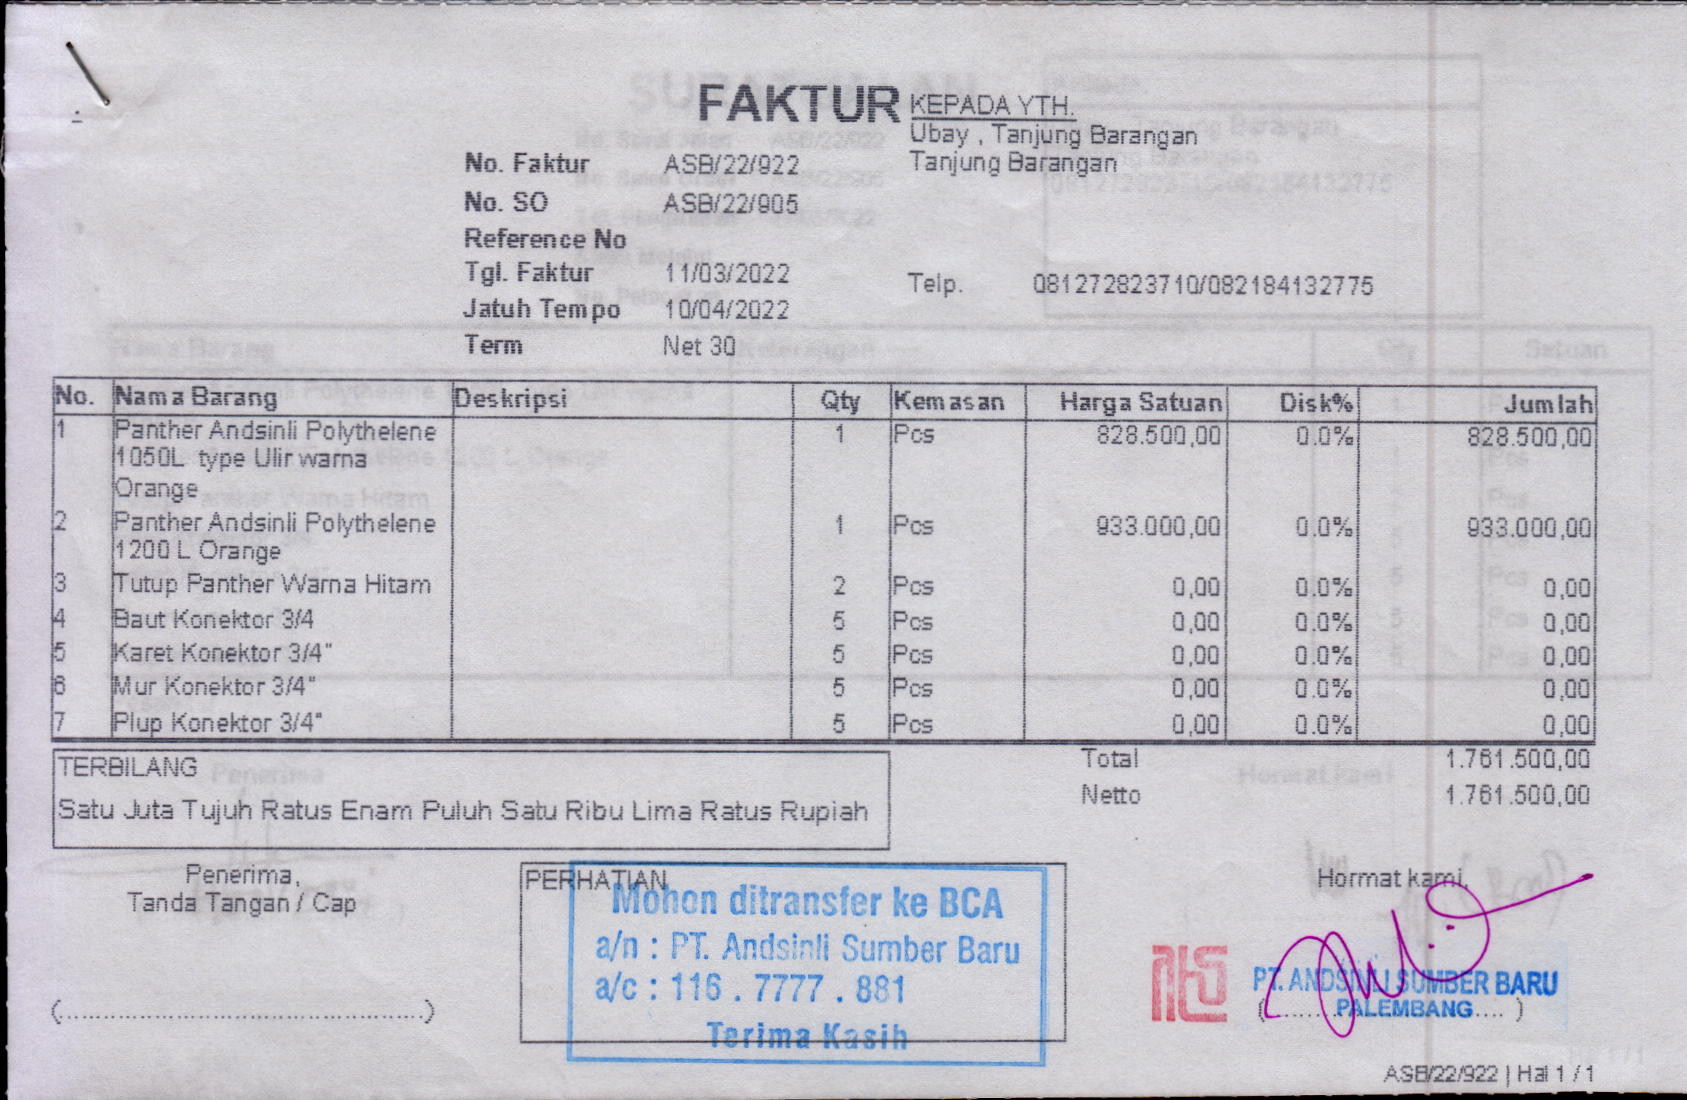 FAKTUR
No. Faktur ASB/22/922
No. SO ASB/22/905
Reference No
Tgl. Faktur 11/03/2022
Jatuh Tempo 10/04/2022
Term Net 30
KEPADA YTH.
Ubay , Tanjung Barangan
Tanjung Barangan
Telp. 081272823710/082184132775
No. Nama Barang Deskripsi Qty Kemasan Harga Satuan Disk% Jumlah
1 Panther Andsinli Polythelene 1 Pcs 828.500,00 0.0% 828.500,00
1050L type Ulir warna
Orange
2 Panther Andsinli Polythelene 1 Pcs 933.000,00 0.0% 933.000,00
1200 L Orange
3 Tutup Panther Warna Hitam 2 Pcs 0,00 0.0% 0,00
4 Baut Konektor 3/4 5 Pcs 0,00 0.0% 0,00
5 Karet Konektor 3/4" 5 Pcs 0,00 0.0% 0,00
6 Mur Konektor 3/4" 5 Pcs 0,00 0.0% 0,00
7 Plup Konektor 3/4" 5 Pcs 0,00 0.0% 0,00
Total 1.761.500,00
Netto 1.761.500,00
TERBILANG
Satu Juta Tujuh Ratus Enam Puluh Satu Ribu Lima Ratus Rupiah
Penerima,
Tanda Tangan / Cap
(................................................)
PERHATIAN
Mohon ditransfer ke BCA
a/n : PT. Andsinli Sumber Baru
a/c : 116 . 7777 . 881
Terima Kasih
Hormat kami,
PT. ANDSINLI SUMBER BARU
PALEMBANG
ASB/22/922 | Hal 1 / 1